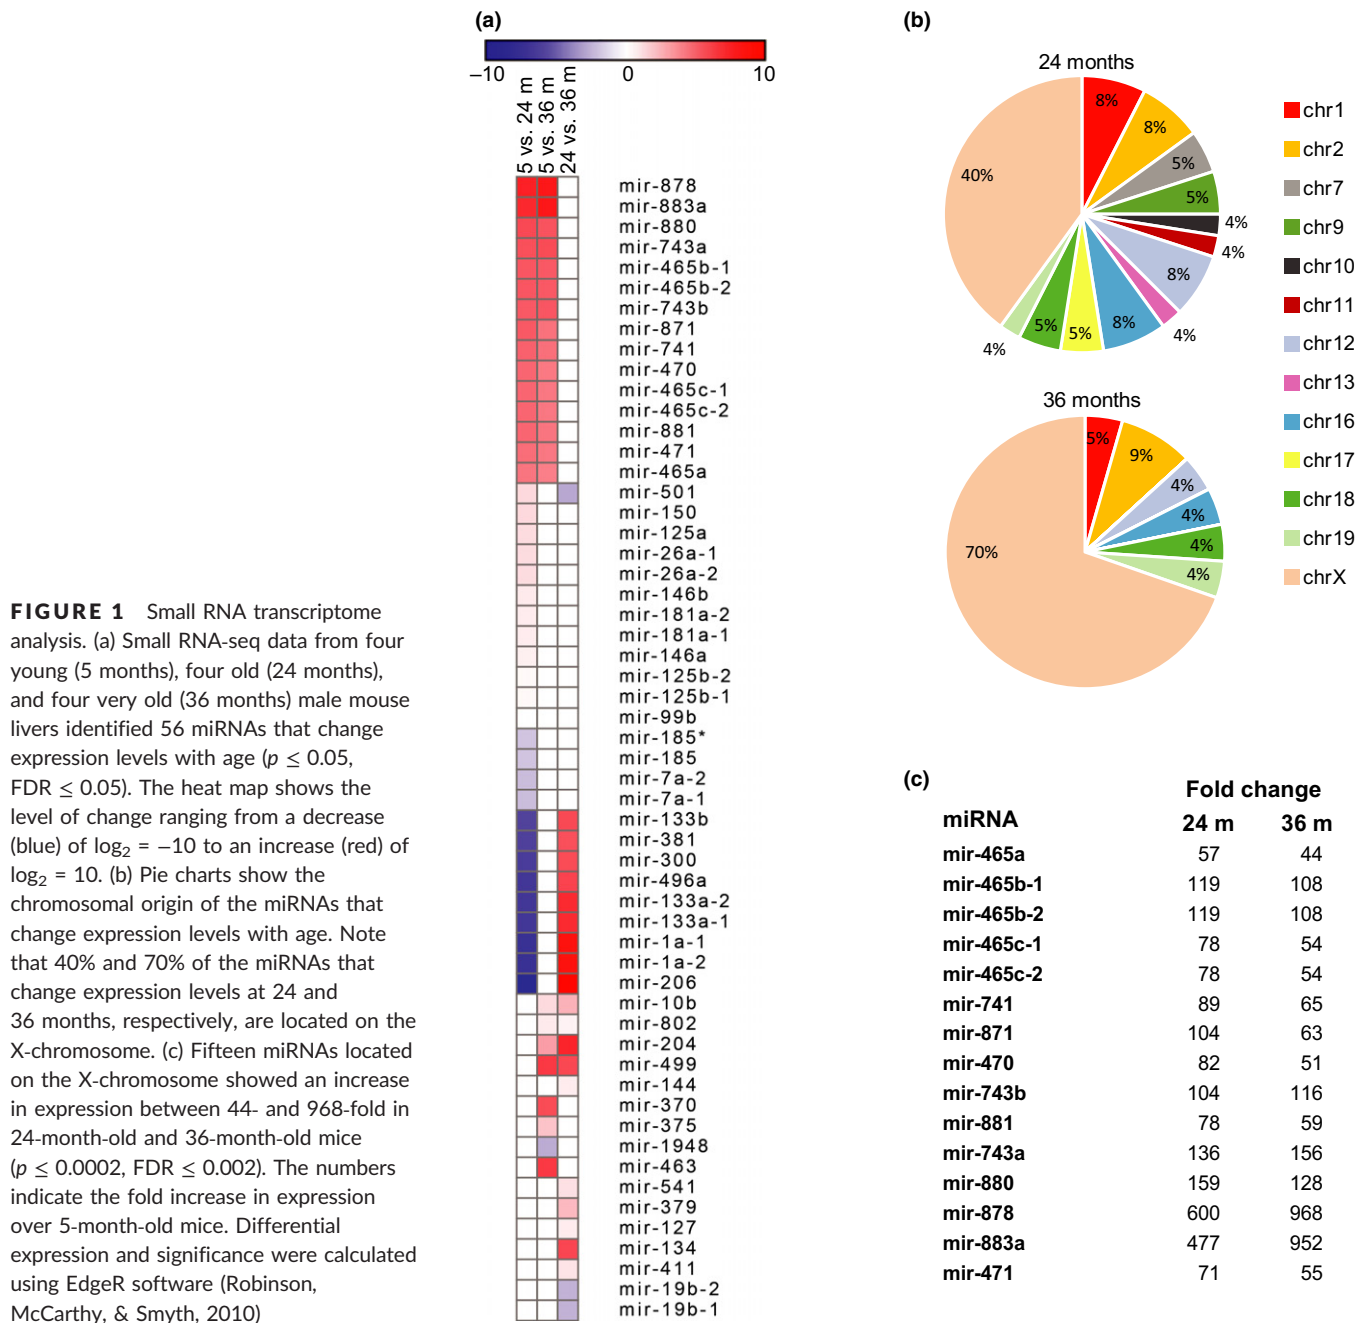 (a)
–10
0
10
5 vs. 24 m
5 vs. 36 m
24 vs. 36 m
mir-878
mir-883a
mir-880
mir-743a
mir-465b-1
mir-465b-2
mir-743b
mir-871
mir-741
mir-470
mir-465c-1
mir-465c-2
mir-881
mir-471
mir-465a
mir-501
mir-150
mir-125a
mir-26a-1
mir-26a-2
mir-146b
mir-181a-2
mir-181a-1
mir-146a
mir-125b-2
mir-125b-1
mir-99b
mir-185*
mir-185
mir-7a-2
mir-7a-1
mir-133b
mir-381
mir-300
mir-496a
mir-133a-2
mir-133a-1
mir-1a-1
mir-1a-2
mir-206
mir-10b
mir-802
mir-204
mir-499
mir-144
mir-370
mir-375
mir-1948
mir-463
mir-541
mir-379
mir-127
mir-134
mir-411
mir-19b-2
mir-19b-1
(b)
24 months
8%
8%
5%
5%
4%
4%
8%
4%
8%
5%
5%
4%
40%
36 months
5%
9%
4%
4%
4%
4%
70%
chr1
chr2
chr7
chr9
chr10
chr11
chr12
chr13
chr16
chr17
chr18
chr19
chrX
(c)
Fold change
miRNA 24 m 36 m
mir-465a 57 44
mir-465b-1 119 108
mir-465b-2 119 108
mir-465c-1 78 54
mir-465c-2 78 54
mir-741 89 65
mir-871 104 63
mir-470 82 51
mir-743b 104 116
mir-881 78 59
mir-743a 136 156
mir-880 159 128
mir-878 600 968
mir-883a 477 952
mir-471 71 55
FIGURE 1 Small RNA transcriptome
analysis. (a) Small RNA-seq data from four
young (5 months), four old (24 months),
and four very old (36 months) male mouse
livers identified 56 miRNAs that change
expression levels with age (p ≤ 0.05,
FDR ≤ 0.05). The heat map shows the
level of change ranging from a decrease
(blue) of log₂ = −10 to an increase (red) of
log₂ = 10. (b) Pie charts show the
chromosomal origin of the miRNAs that
change expression levels with age. Note
that 40% and 70% of the miRNAs that
change expression levels at 24 and
36 months, respectively, are located on the
X-chromosome. (c) Fifteen miRNAs located
on the X-chromosome showed an increase
in expression between 44- and 968-fold in
24-month-old and 36-month-old mice
(p ≤ 0.0002, FDR ≤ 0.002). The numbers
indicate the fold increase in expression
over 5-month-old mice. Differential
expression and significance were calculated
using EdgeR software (Robinson,
McCarthy, & Smyth, 2010)